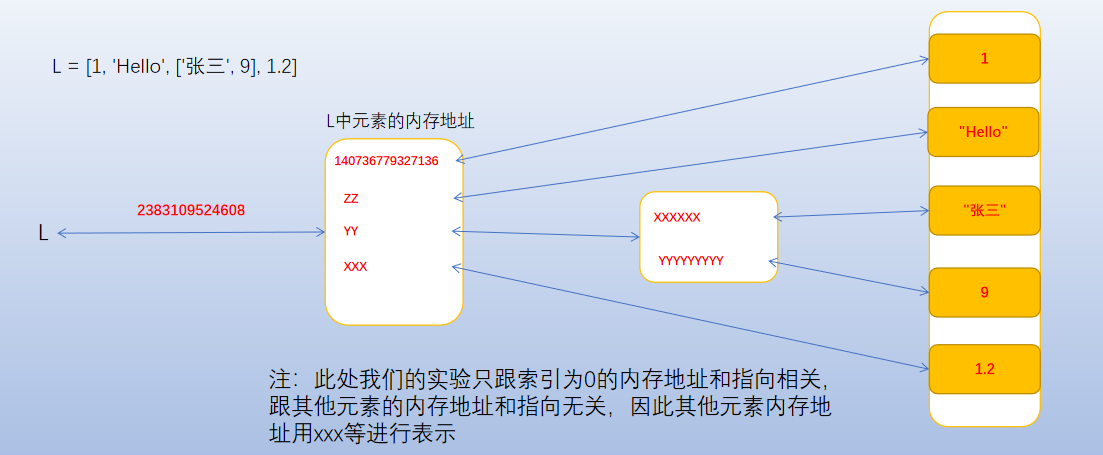 L = [1, 'Hello', ['张三', 9], 1.2]
L中元素的内存地址
140736779327136
ZZ
YY
XXX
2383109524608
L
XXXXXX
YYYYYYYYY
1
"Hello"
"张三"
9
1.2
注：此处我们的实验只跟索引为0的内存地址和指向相关，
跟其他元素的内存地址和指向无关，因此其他元素内存地
址用xxx等进行表示